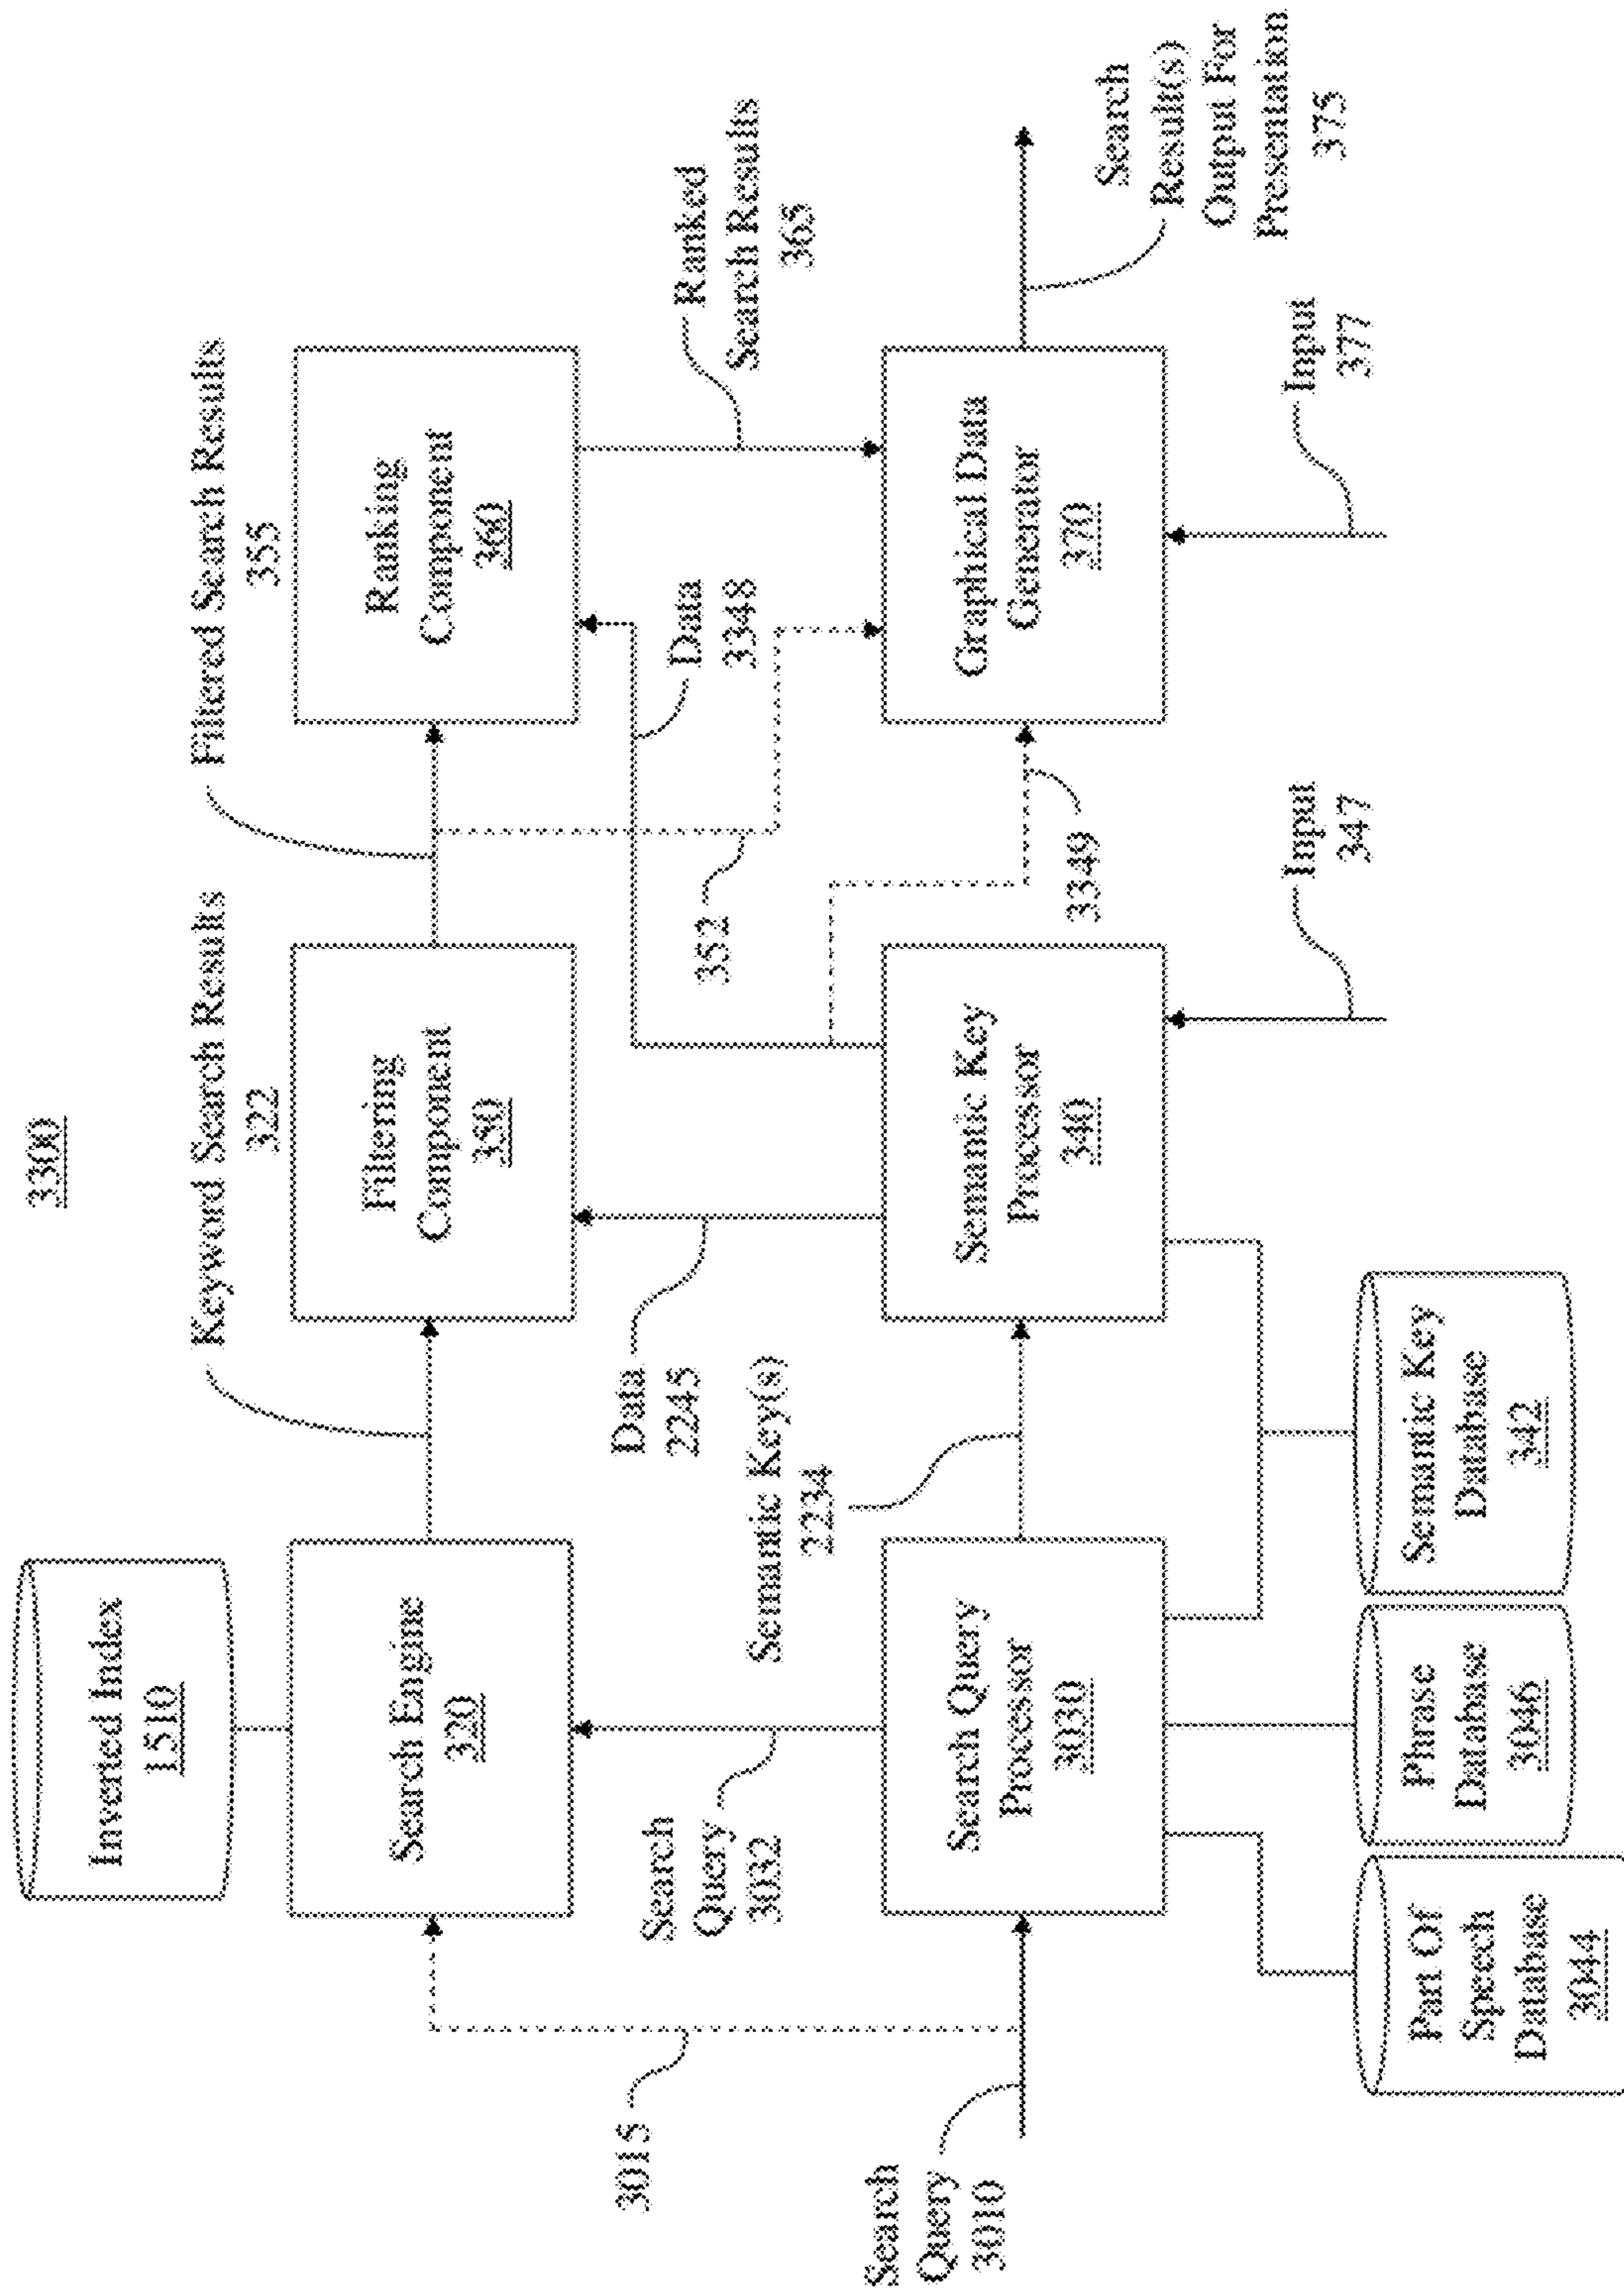 3300
Inverted Index
1510
Keyword Search Results
322
Filtered Search Results
355
Search Engine
320
Filtering
Component
350
Ranking
Component
360
3015
Search
Query
3032
Data
2245
Semantic Key(s)
2234
352
Data
3348
Ranked
Search Results
365
Search
Query
3010
Search Query
Processor
3030
Semantic Key
Processor
340
3349
Graphical Data
Generator
370
Search
Result(s)
Output For
Presentation
375
Input
347
Input
377
Part Of
Speech
Database
3044
Phrase
Database
3046
Semantic Key
Database
342